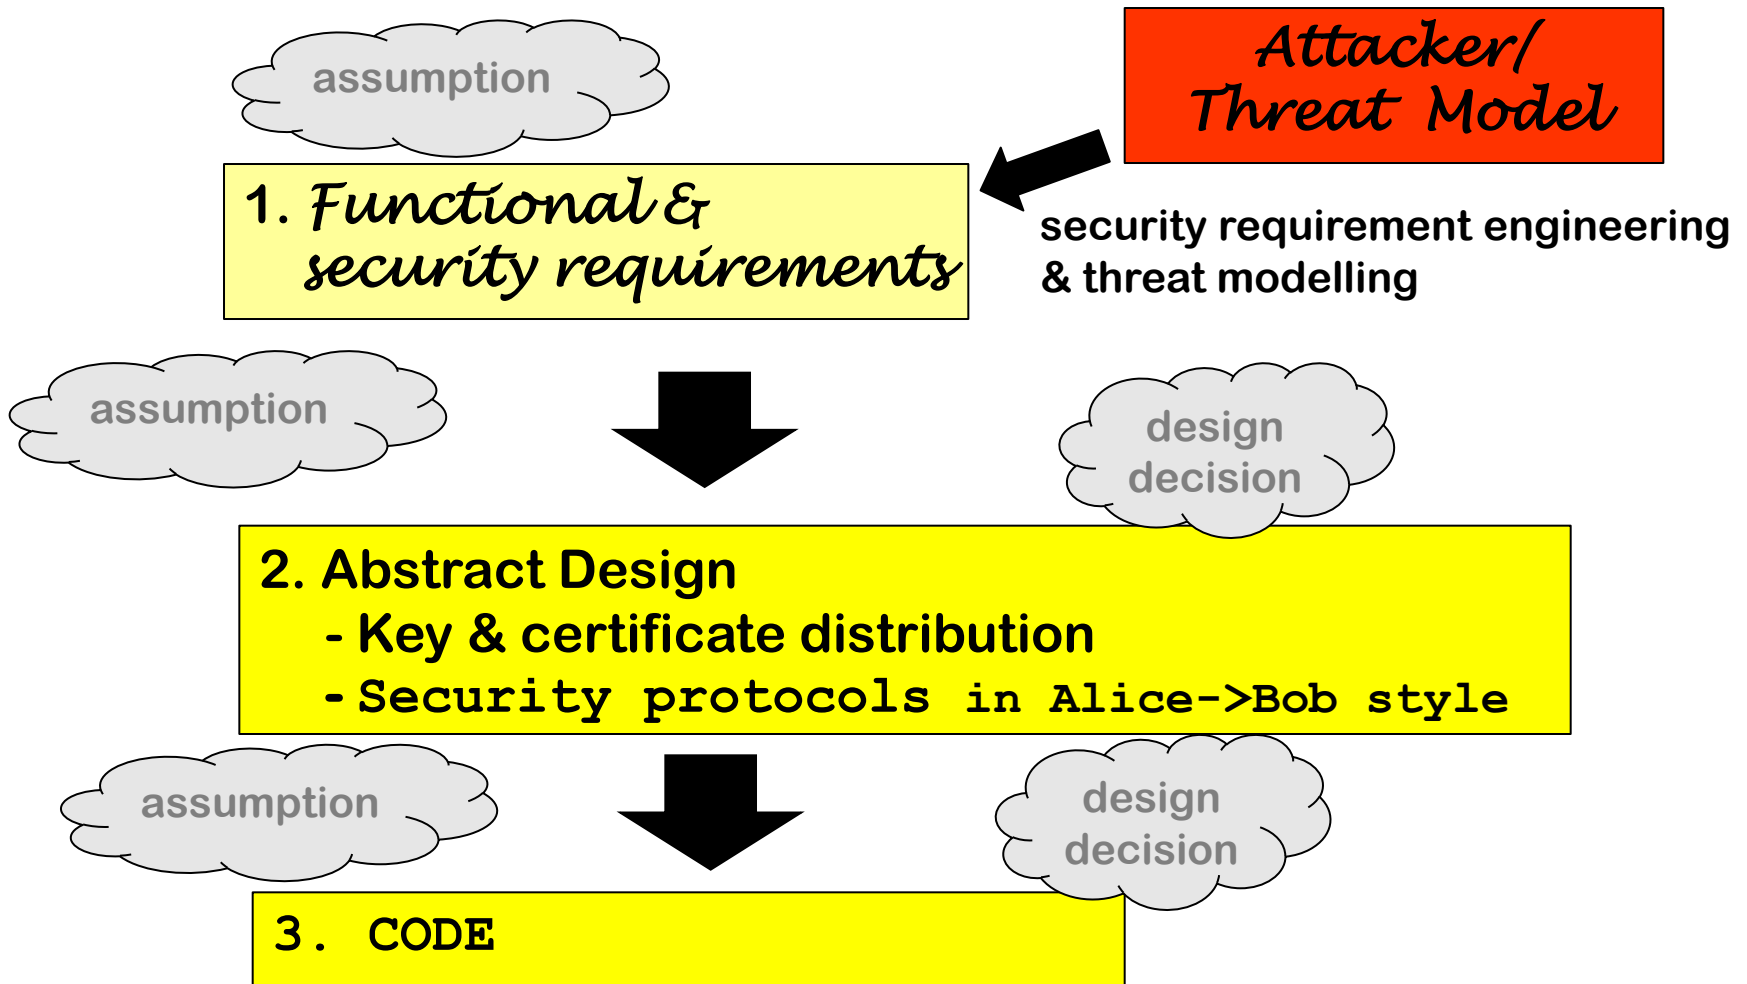 assumption
Attacker/
Threat Model
1. Functional &
security requirements
security requirement engineering
& threat modelling
assumption
design
decision
2. Abstract Design
- Key & certificate distribution
- Security protocols in Alice->Bob style
assumption
design
decision
3. CODE